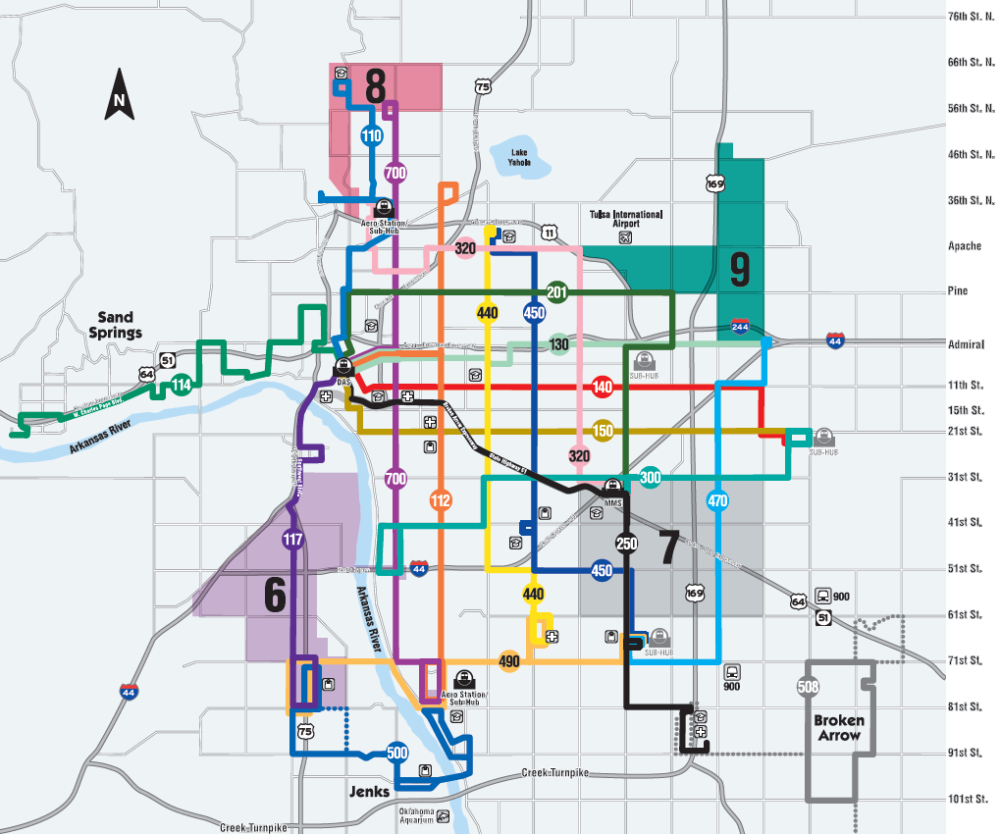 76th St. N.
66th St. N.
8
75
56th St. N.
N
110
46th St. N.
Lake
Yahola
700
169
36th St. N.
Tulsa International
Airport
Aero Station/
Sub-Hub
11
320
Apache
9
Pine
201
440
450
Sand
Springs
244
44
130
Admiral
51
64
SUB-HUB
DAS
114
140
11th St.
15th St.
Arkansas River
150
21st St.
SUB-HUB
320
State Highway 51
700
300
31st St.
112
MMS
470
41st St.
117
250
7
44
450
51st St.
6
Arkansas River
440
169
64
900
51
61st St.
SUB-HUB
490
71st St.
900
508
44
Aero Station/
Sub-Hub
81st St.
75
Broken
Arrow
500
91st St.
Creek Turnpike
Jenks
101st St.
Oklahoma
Aquarium
Creek Turnpike